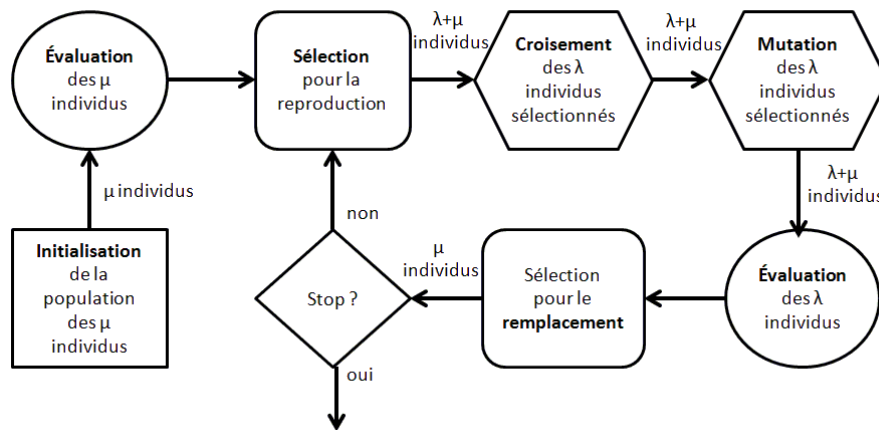 Évaluation
des μ
individus
Sélection
pour la
reproduction
λ+μ
individus
Croisement
des λ
individus
sélectionnés
λ+μ
individus
Mutation
des λ
individus
sélectionnés
λ+μ
individus
Évaluation
des λ
individus
Sélection
pour le
remplacement
μ
individus
Stop ?
non
oui
μ individus
Initialisation
de la
population
des μ
individus